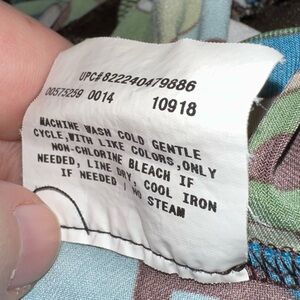 UPC#822240479886
00575259 0014 10918
MACHINE WASH COLD GENTLE
CYCLE,WITH LIKE COLORS,ONLY
NON-CHLORINE BLEACH IF
NEEDED, LINE DRY, COOL IRON
IF NEEDED / NO STEAM